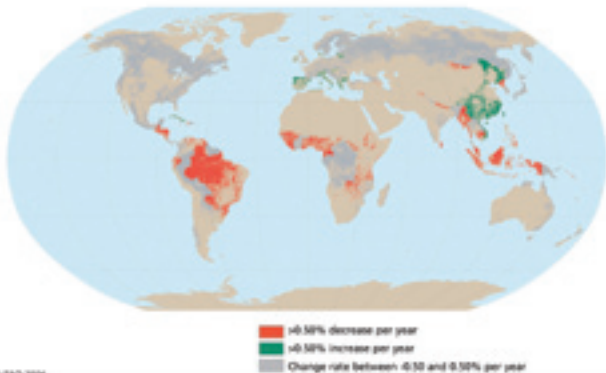 >0.50% decrease per year
>0.50% increase per year
Change rate between -0.50 and 0.50% per year